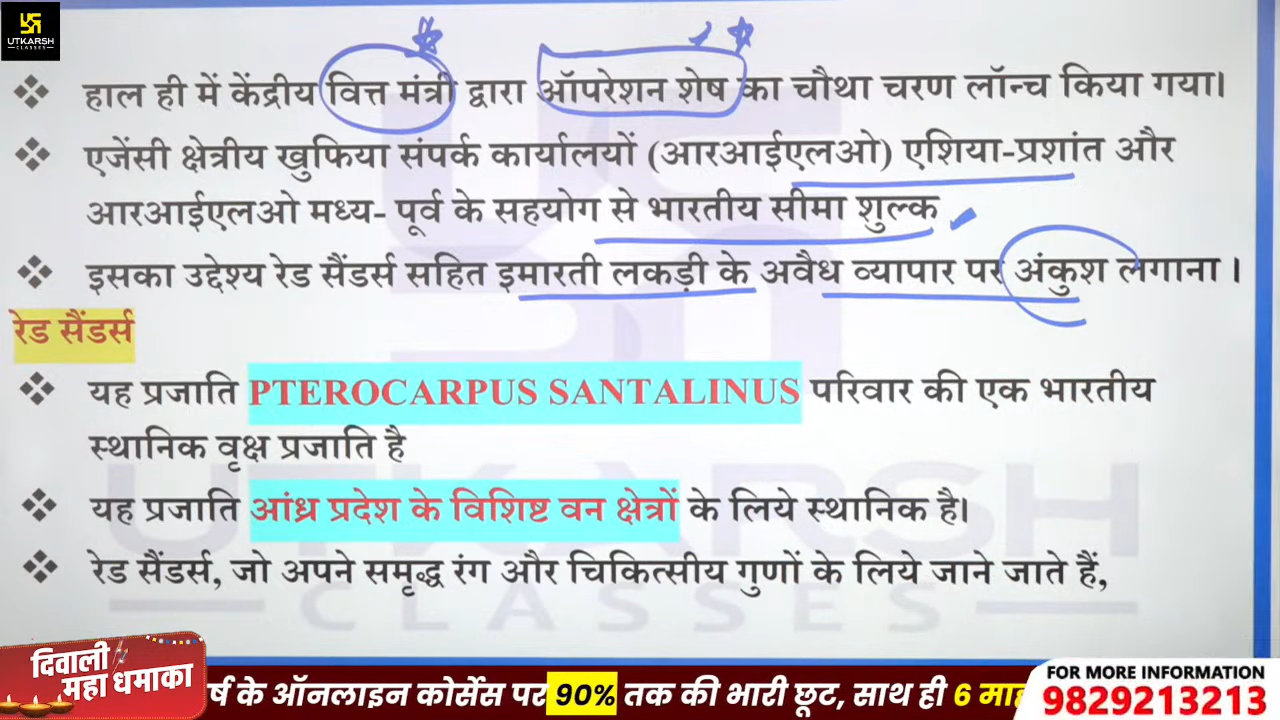 UTKARSH
CLASSES
हाल ही में केंद्रीय वित्त मंत्री द्वारा ऑपरेशन शेष का चौथा चरण लॉन्च किया गया।
एजेंसी क्षेत्रीय खुफिया संपर्क कार्यालयों (आरआईएलओ) एशिया-प्रशांत और
आरआईएलओ मध्य- पूर्व के सहयोग से भारतीय सीमा शुल्क
इसका उद्देश्य रेड सैंडर्स सहित इमारती लकड़ी के अवैध व्यापार पर अंकुश लगाना ।
रेड सैंडर्स
यह प्रजाति PTEROCARPUS SANTALINUS परिवार की एक भारतीय
स्थानिक वृक्ष प्रजाति है
यह प्रजाति आंध्र प्रदेश के विशिष्ट वन क्षेत्रों के लिये स्थानिक है।
रेड सैंडर्स, जो अपने समृद्ध रंग और चिकित्सीय गुणों के लिये जाने जाते हैं,
UTKARSH
CLASSES
दिवाली
महा धमाका
र्ष के ऑनलाइन कोर्सेस पर 90% तक की भारी छूट, साथ ही 6 माह
FOR MORE INFORMATION
9829213213